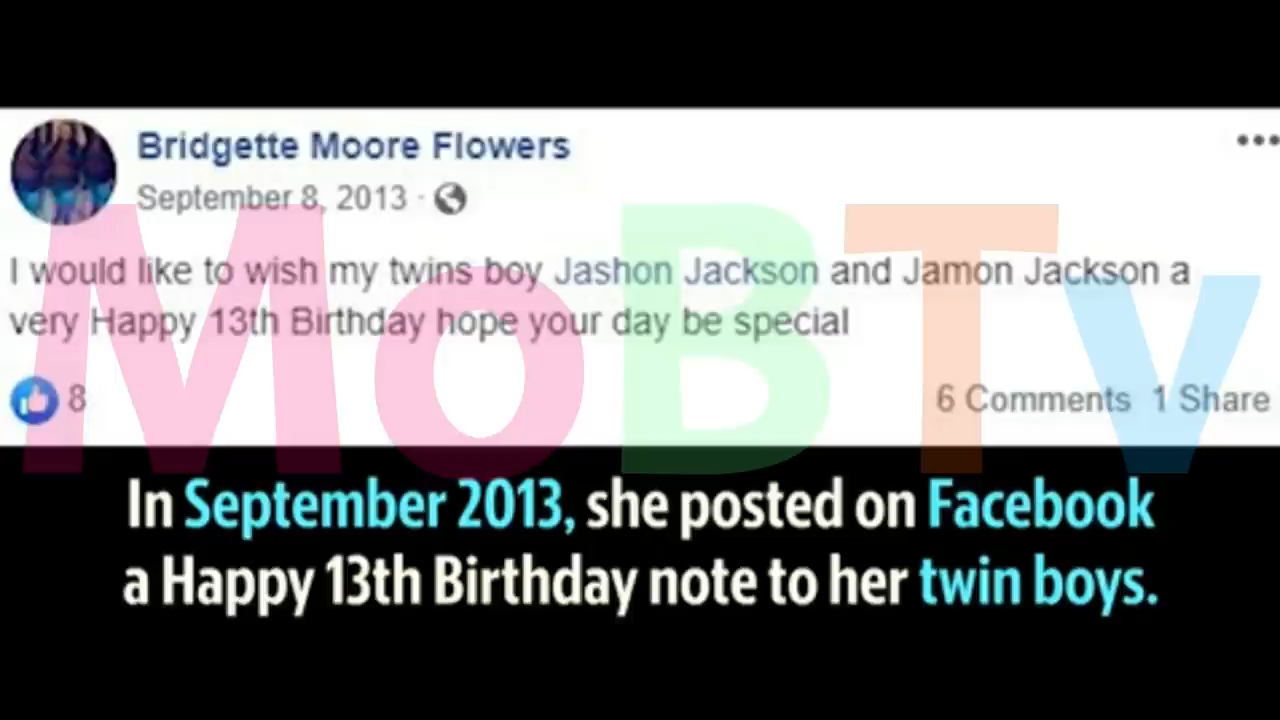 Bridgette Moore Flowers
September 8, 2013 ·
I would like to wish my twins boy Jashon Jackson and Jamon Jackson a
very Happy 13th Birthday hope your day be special
8
6 Comments 1 Share
MoBTv
In September 2013, she posted on Facebook
a Happy 13th Birthday note to her twin boys.